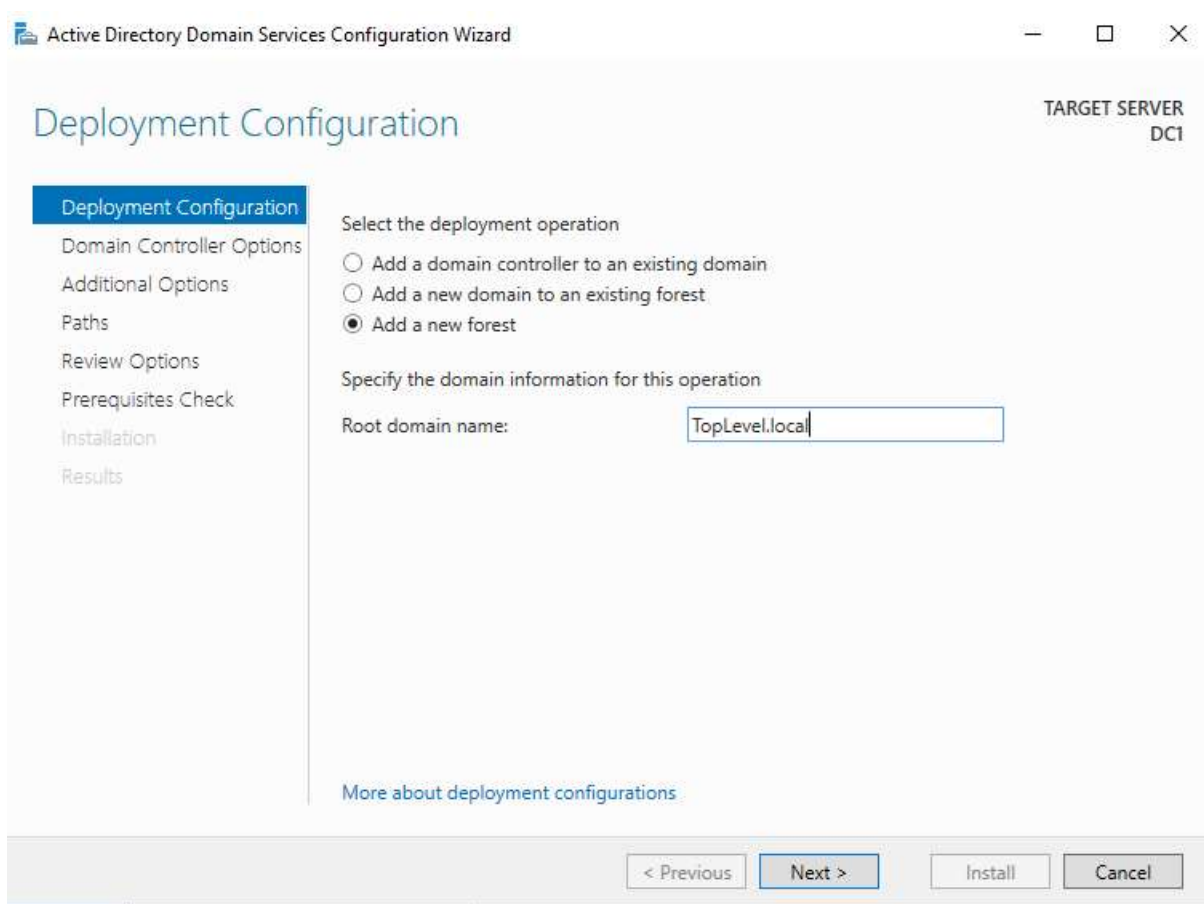 Active Directory Domain Services Configuration Wizard
Deployment Configuration
TARGET SERVER
DC1
Deployment Configuration
Domain Controller Options
Additional Options
Paths
Review Options
Prerequisites Check
Installation
Results
Select the deployment operation
Add a domain controller to an existing domain
Add a new domain to an existing forest
Add a new forest
Specify the domain information for this operation
Root domain name: TopLevel.local
More about deployment configurations
< Previous Next > Install Cancel